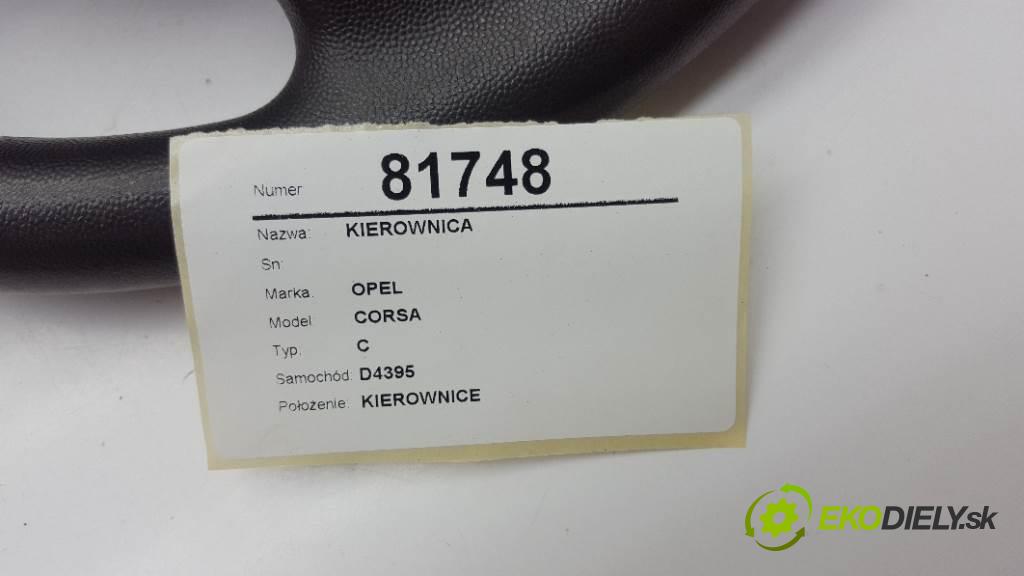 Numer 81748
Nazwa: KIEROWNICA
Sn:
Marka. OPEL
Model CORSA
Typ. C
Samochód: D4395
Położenie: KIEROWNICE
EKODIELY.sk